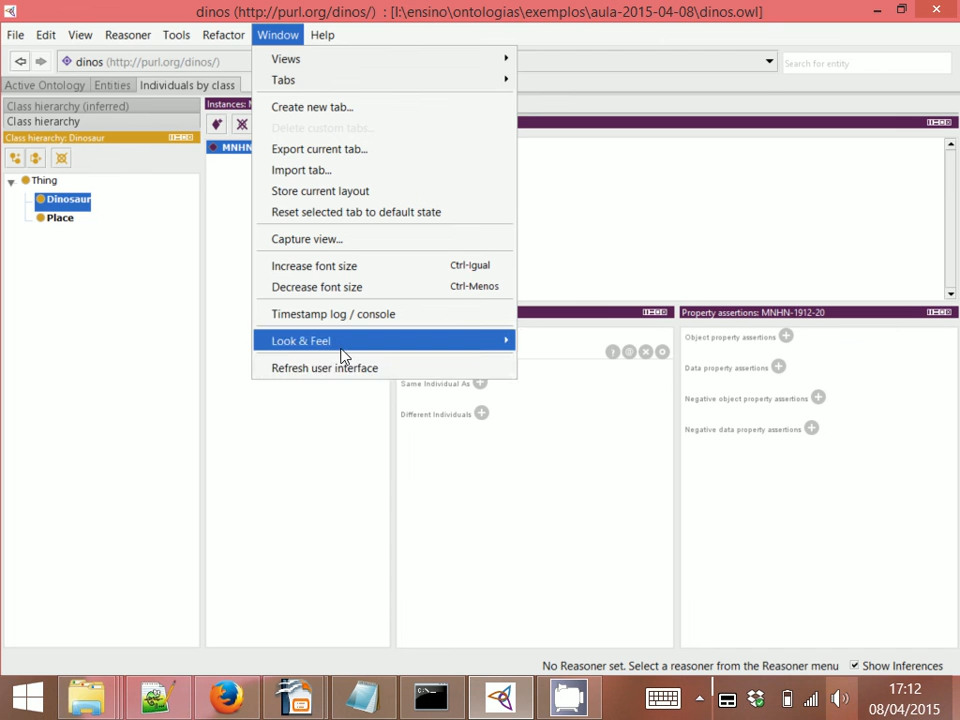 dinos (http://purl.org/dinos/) : [I:\ensino\ontologias\exemplos\aula-2015-04-08\dinos.owl]
File Edit View Reasoner Tools Refactor Window Help
dinos (http://purl.org/dinos/)
Search for entity
Active Ontology Entities Individuals by class
Class hierarchy (inferred)
Class hierarchy
Class hierarchy: Dinosaur
Thing
Dinosaur
Place
Instances:
MNHN
Views
Tabs
Create new tab...
Delete custom tabs...
Export current tab...
Import tab...
Store current layout
Reset selected tab to default state
Capture view...
Increase font size Ctrl-Igual
Decrease font size Ctrl-Menos
Timestamp log / console
Look & Feel
Refresh user interface
Same Individual As
Different Individuals
Property assertions: MNHN-1912-20
Object property assertions
Data property assertions
Negative object property assertions
Negative data property assertions
No Reasoner set. Select a reasoner from the Reasoner menu Show Inferences
17:12
08/04/2015